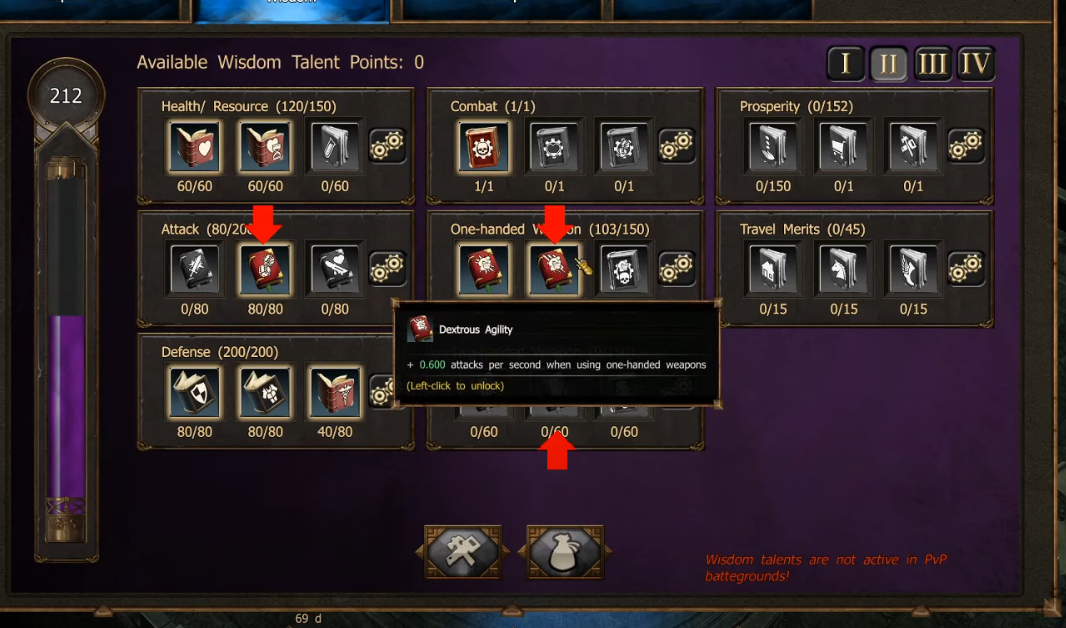 212
Available Wisdom Talent Points: 0
I II III IV
Health/ Resource (120/150)
60/60 60/60 0/60
Combat (1/1)
1/1 0/1 0/1
Prosperity (0/152)
0/150 0/1 0/1
Attack (80/20
0/80 80/80 0/80
One-handed (103/150)
Travel Merits (0/45)
0/15 0/15 0/15
Dextrous Agility
+ 0.600 attacks per second when using one-handed weapons
(Left-click to unlock)
Defense (200/200)
80/80 80/80 40/80
0/60 0/60 0/60
Wisdom talents are not active in PvP
battegrounds!
69 d